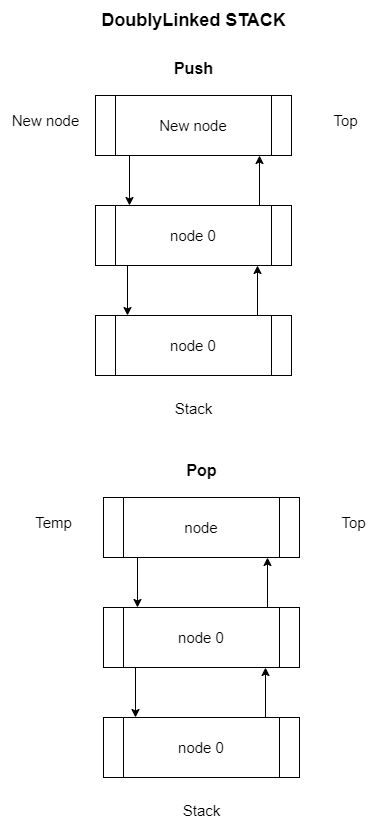 DoublyLinked STACK
Push
New node
New node
Top
node 0
node 0
Stack
Pop
Temp
node
Top
node 0
node 0
Stack